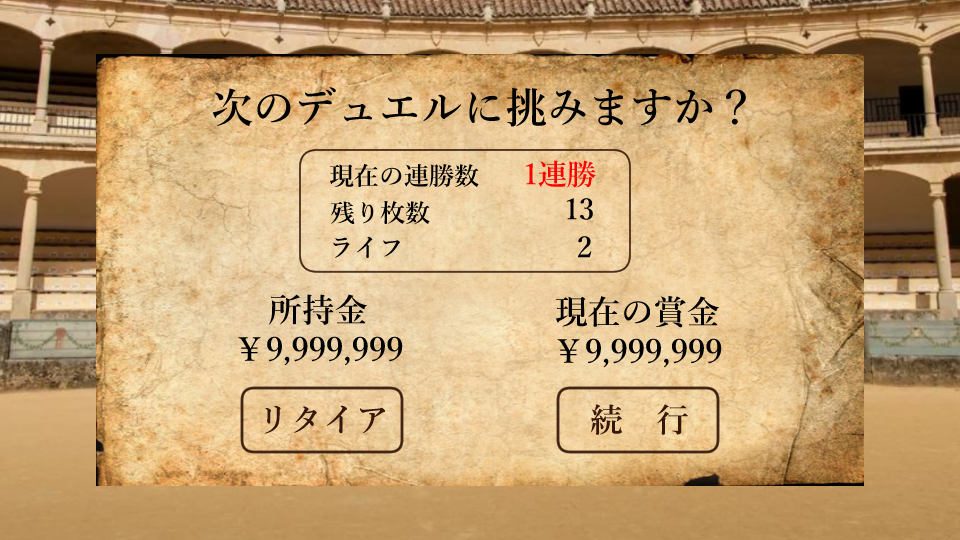 次のデュエルに挑みますか？
現在の連勝数 1連勝
残り枚数 13
ライフ 2
所持金 現在の賞金
￥9,999,999 ￥9,999,999
リタイア 続　行